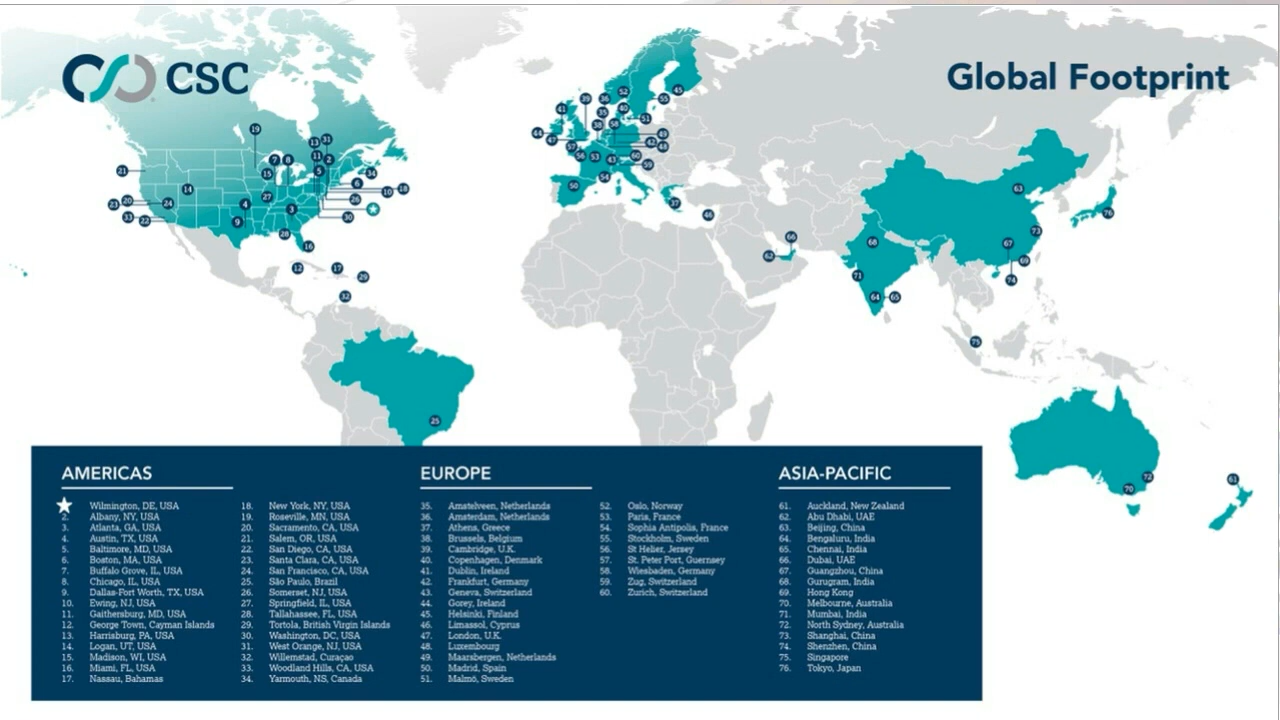 CSC
Global Footprint
AMERICAS
Wilmington, DE, USA
2. Albany, NY, USA
3. Atlanta, GA, USA
4. Austin, TX, USA
5. Baltimore, MD, USA
6. Boston, MA, USA
7. Buffalo Grove, IL, USA
8. Chicago, IL, USA
9. Dallas-Fort Worth, TX, USA
10. Ewing, NJ, USA
11. Gaithersburg, MD, USA
12. George Town, Cayman Islands
13. Harrisburg, PA, USA
14. Logan, UT, USA
15. Madison, WI, USA
16. Miami, FL, USA
17. Nassau, Bahamas
18. New York, NY, USA
19. Roseville, MN, USA
20. Sacramento, CA, USA
21. Salem, OR, USA
22. San Diego, CA, USA
23. Santa Clara, CA, USA
24. San Francisco, CA, USA
25. São Paulo, Brazil
26. Somerset, NJ, USA
27. Springfield, IL, USA
28. Tallahassee, FL, USA
29. Tortola, British Virgin Islands
30. Washington, DC, USA
31. West Orange, NJ, USA
32. Willemstad, Curaçao
33. Woodland Hills, CA, USA
34. Yarmouth, NS, Canada
EUROPE
35. Amstelveen, Netherlands
36. Amsterdam, Netherlands
37. Athens, Greece
38. Brussels, Belgium
39. Cambridge, U.K.
40. Copenhagen, Denmark
41. Dublin, Ireland
42. Frankfurt, Germany
43. Geneva, Switzerland
44. Gorey, Ireland
45. Helsinki, Finland
46. Limassol, Cyprus
47. London, U.K.
48. Luxembourg
49. Maarsbergen, Netherlands
50. Madrid, Spain
51. Malmö, Sweden
52. Oslo, Norway
53. Paris, France
54. Sophia Antipolis, France
55. Stockholm, Sweden
56. St Helier, Jersey
57. St. Peter Port, Guernsey
58. Wiesbaden, Germany
59. Zug, Switzerland
60. Zurich, Switzerland
ASIA-PACIFIC
61. Auckland, New Zealand
62. Abu Dhabi, UAE
63. Beijing, China
64. Bengaluru, India
65. Chennai, India
66. Dubai, UAE
67. Guangzhou, China
68. Gurugram, India
69. Hong Kong
70. Melbourne, Australia
71. Mumbai, India
72. North Sydney, Australia
73. Shanghai, China
74. Shenzhen, China
75. Singapore
76. Tokyo, Japan